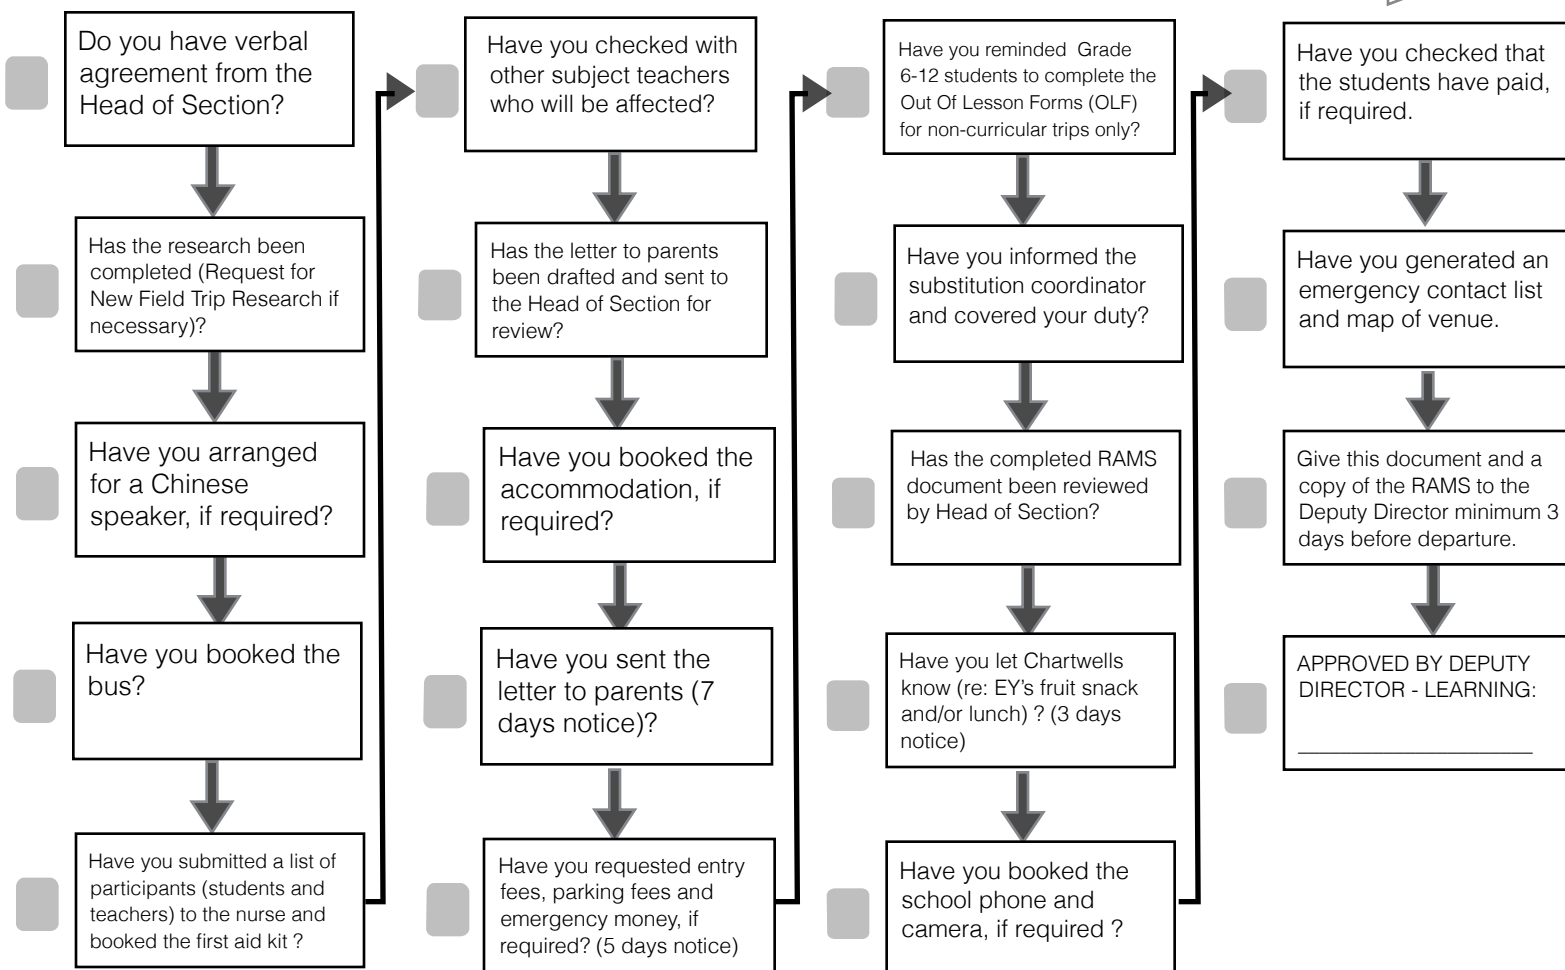 Do you have verbal
agreement from the
Head of Section?
Has the research been
completed (Request for
New Field Trip Research if
necessary)?
Have you arranged
for a Chinese
speaker, if required?
Have you booked the
bus?
Have you submitted a list of
participants (students and
teachers) to the nurse and
booked the first aid kit ?
Have you checked with
other subject teachers
who will be affected?
Has the letter to parents
been drafted and sent to
the Head of Section for
review?
Have you booked the
accommodation, if
required?
Have you sent the
letter to parents (7
days notice)?
Have you requested entry
fees, parking fees and
emergency money, if
required? (5 days notice)
Have you reminded Grade
6-12 students to complete the
Out Of Lesson Forms (OLF)
for non-curricular trips only?
Have you informed the
substitution coordinator
and covered your duty?
Has the completed RAMS
document been reviewed
by Head of Section?
Have you let Chartwells
know (re: EY's fruit snack
and/or lunch) ? (3 days
notice)
Have you booked the
school phone and
camera, if required ?
Have you checked that
the students have paid,
if required.
Have you generated an
emergency contact list
and map of venue.
Give this document and a
copy of the RAMS to the
Deputy Director minimum 3
days before departure.
APPROVED BY DEPUTY
DIRECTOR - LEARNING: